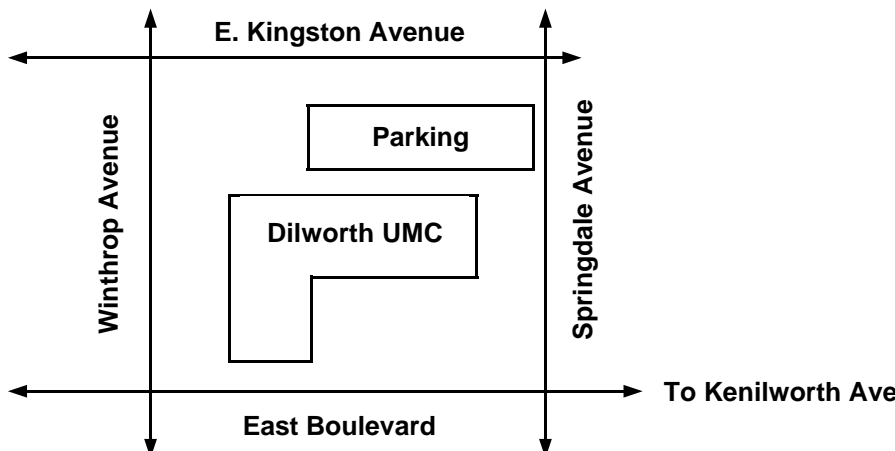 E. Kingston Avenue
Winthrop Avenue
Parking
Springdale Avenue
Dilworth UMC
To Kenilworth Ave
East Boulevard